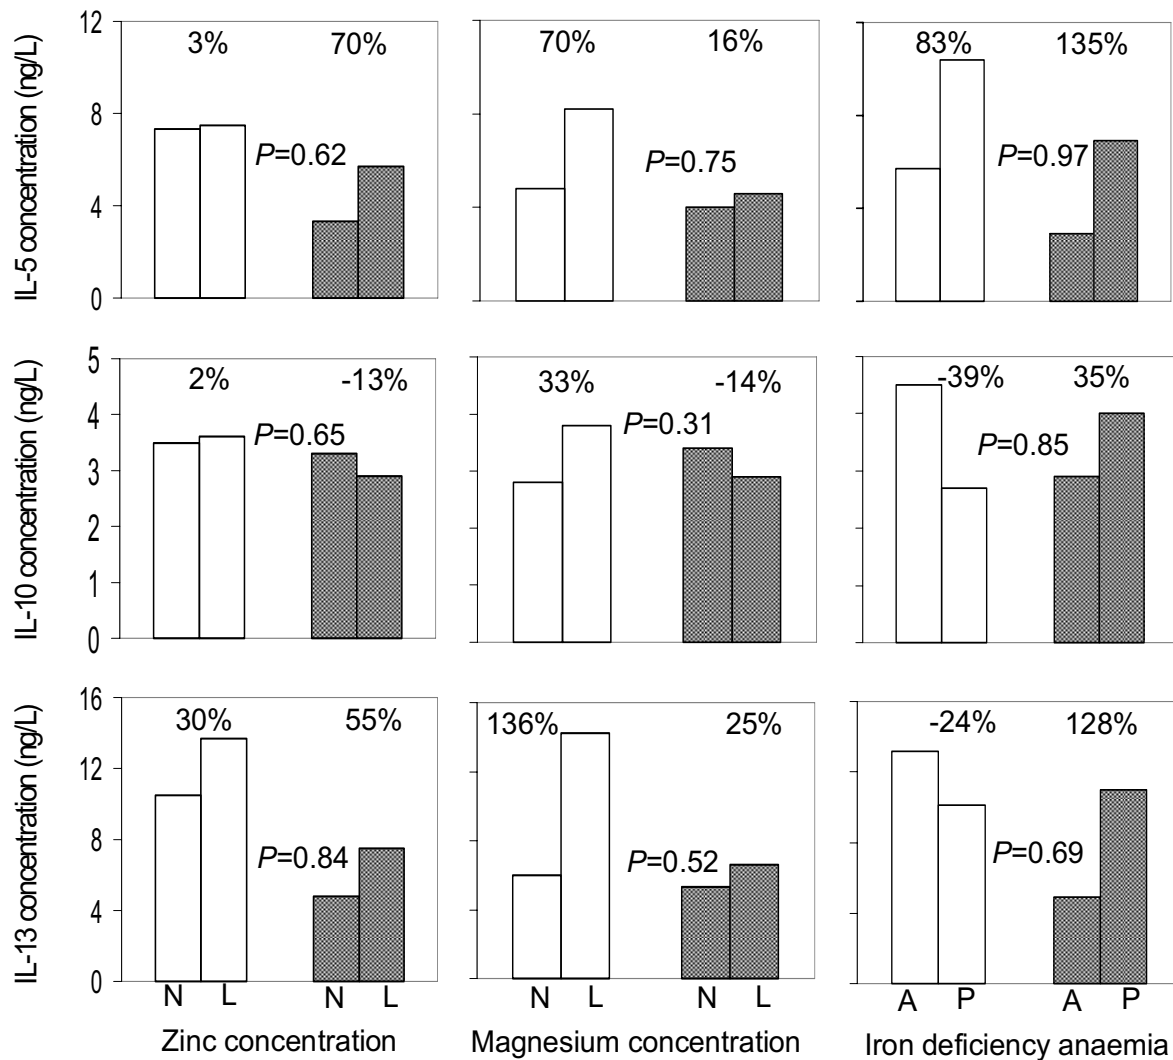 IL-5 concentration (ng/L)
12
8
4
0
3% 70%
P=0.62
70% 16%
P=0.75
83% 135%
P=0.97
IL-10 concentration (ng/L)
5
4
3
2
1
0
2% -13%
P=0.65
33% -14%
P=0.31
-39% 35%
P=0.85
IL-13 concentration (ng/L)
16
12
8
4
0
30% 55%
P=0.84
136% 25%
P=0.52
-24% 128%
P=0.69
N L N L
N L N L
A P A P
Zinc concentration
Magnesium concentration
Iron deficiency anaemia